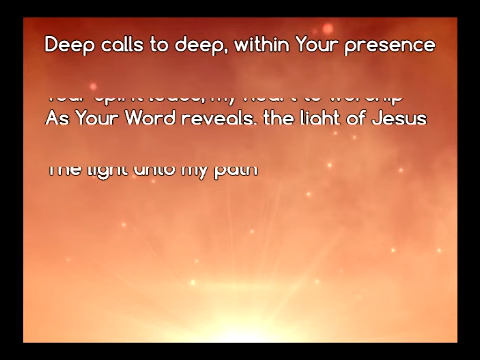 Deep calls to deep, within Your presence
Your spirit leads, my heart to worship
As Your Word reveals, the light of Jesus
The light unto my path